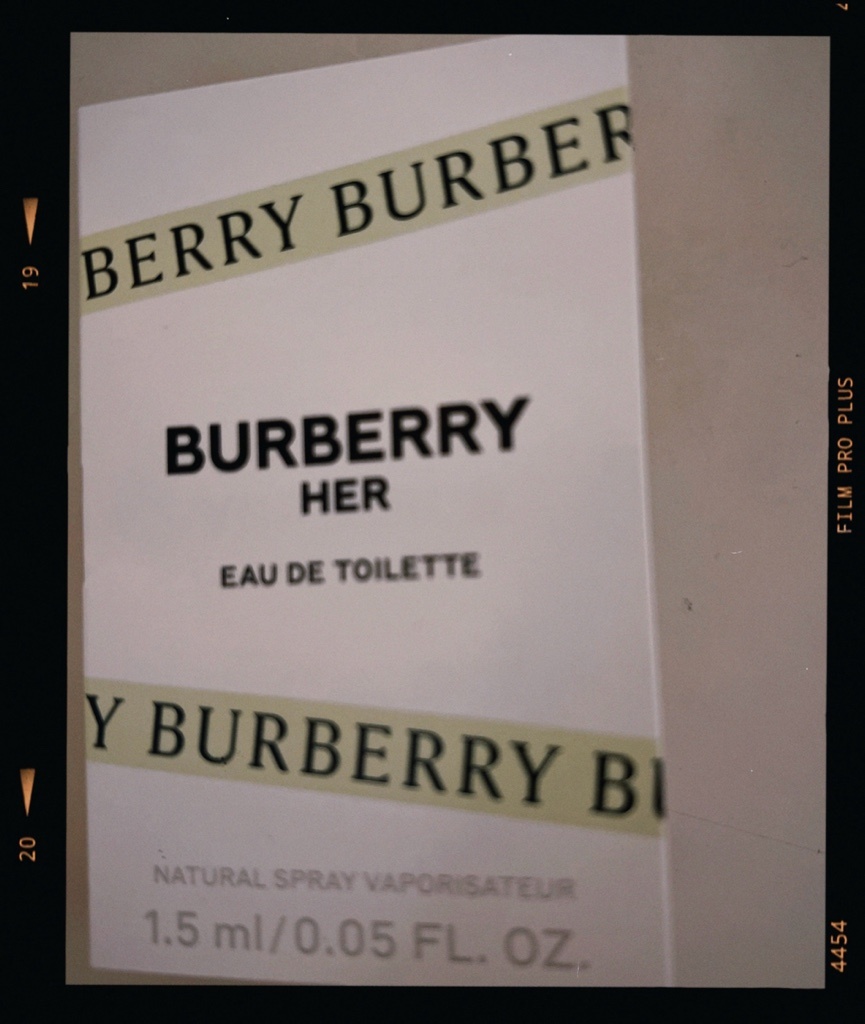 BERRY BURBER
BURBERRY
HER
EAU DE TOILETTE
Y BURBERRY BU
NATURAL SPRAY VAPORISATEUR
1.5 ml/0.05 FL. OZ.
19
20
FILM PRO PLUS
4454